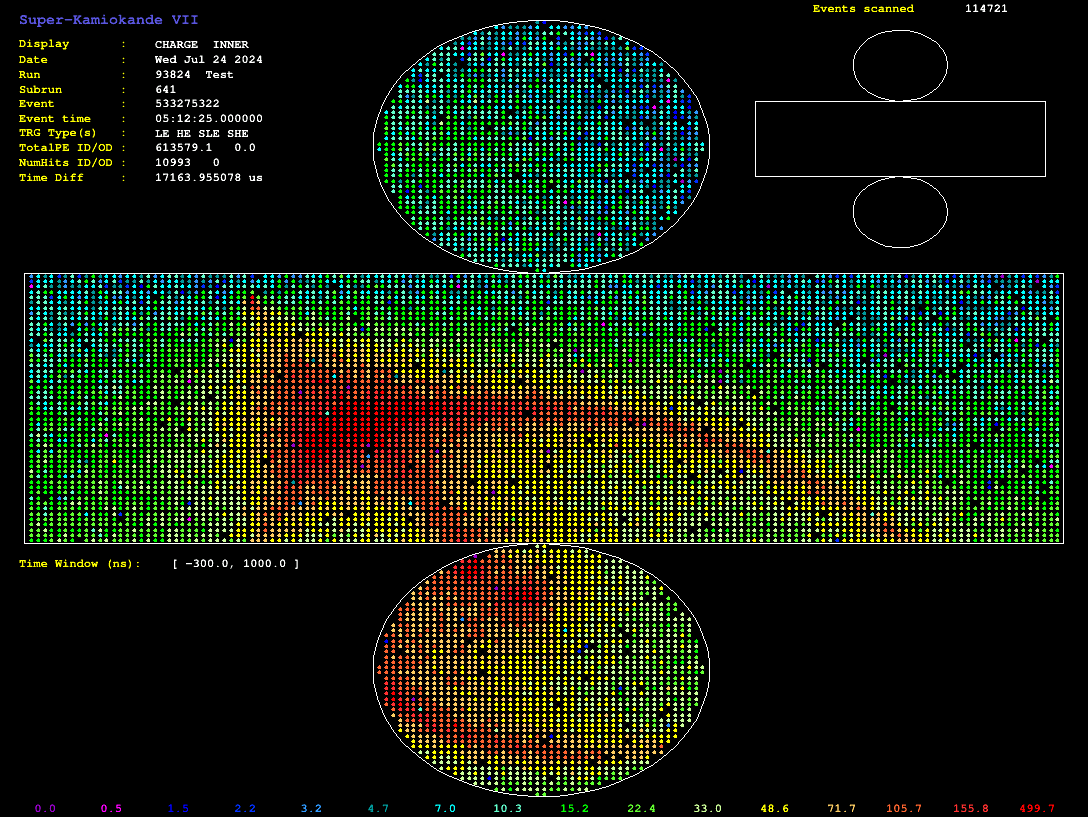 Super-Kamiokande VII
Events scanned 114721
Display : CHARGE INNER
Date : Wed Jul 24 2024
Run : 93824 Test
Subrun : 641
Event : 533275322
Event time : 05:12:25.000000
TRG Type(s) : LE HE SLE SHE
TotalPE ID/OD : 613579.1 0.0
NumHits ID/OD : 10993 0
Time Diff : 17163.955078 us
Time Window (ns): [ -300.0, 1000.0 ]
0.0 0.5 1.5 2.2 3.2 4.7 7.0 10.3 15.2 22.4 33.0 48.6 71.7 105.7 155.8 499.7